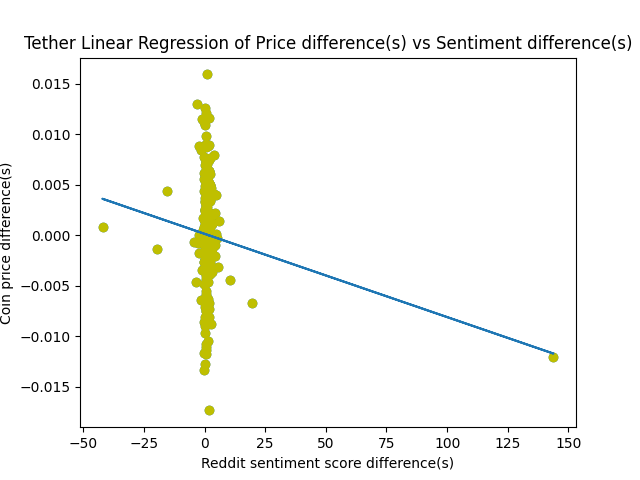 Tether Linear Regression of Price difference(s) vs Sentiment difference(s)
Coin price difference(s)
0.015
0.010
0.005
0.000
−0.005
−0.010
−0.015
−50 −25 0 25 50 75 100 125 150
Reddit sentiment score difference(s)